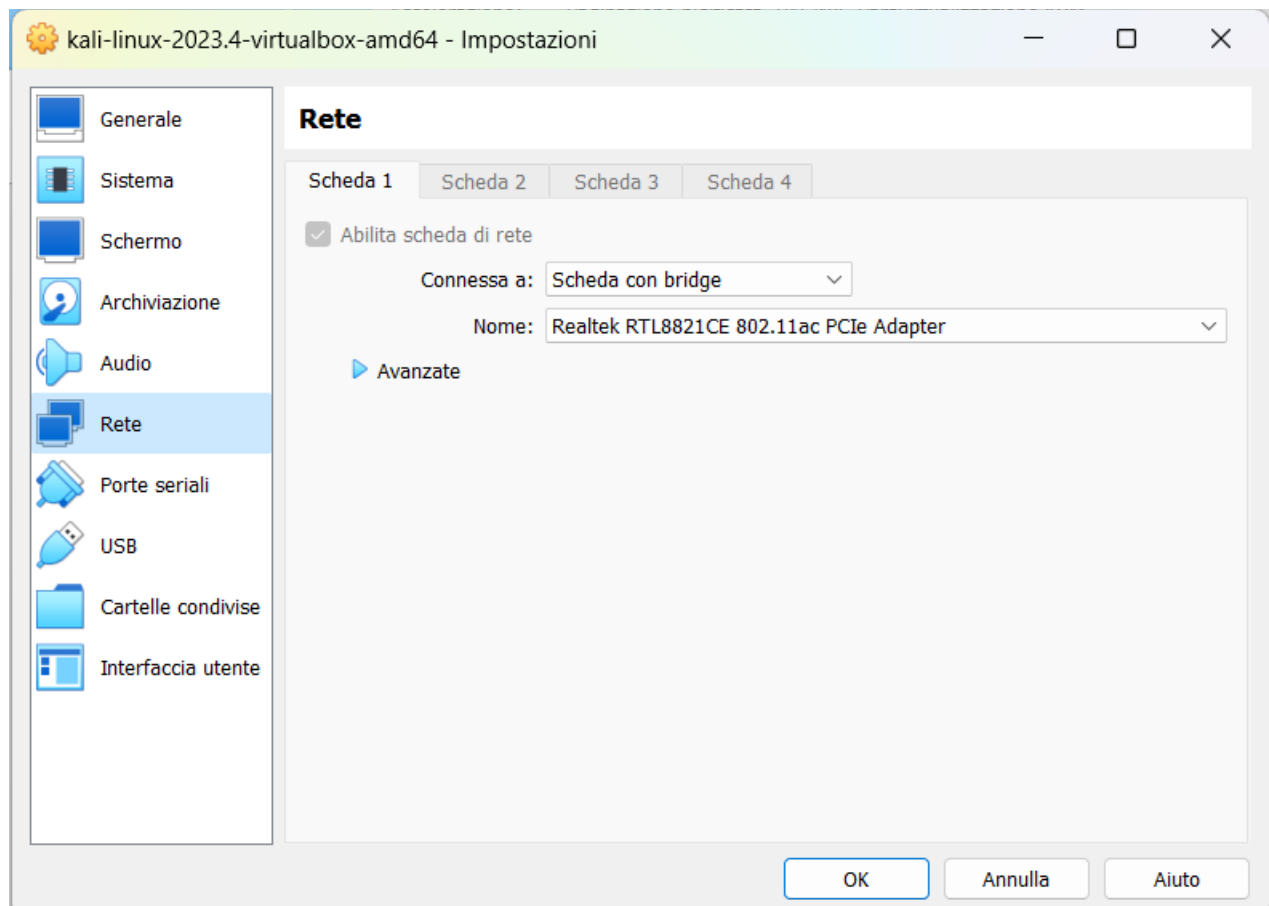 kali-linux-2023.4-virtualbox-amd64 - Impostazioni
Generale
Sistema
Schermo
Archiviazione
Audio
Rete
Porte seriali
USB
Cartelle condivise
Interfaccia utente
Rete
Scheda 1 Scheda 2 Scheda 3 Scheda 4
Abilita scheda di rete
Connessa a: Scheda con bridge
Nome: Realtek RTL8821CE 802.11ac PCIe Adapter
Avanzate
OK Annulla Aiuto